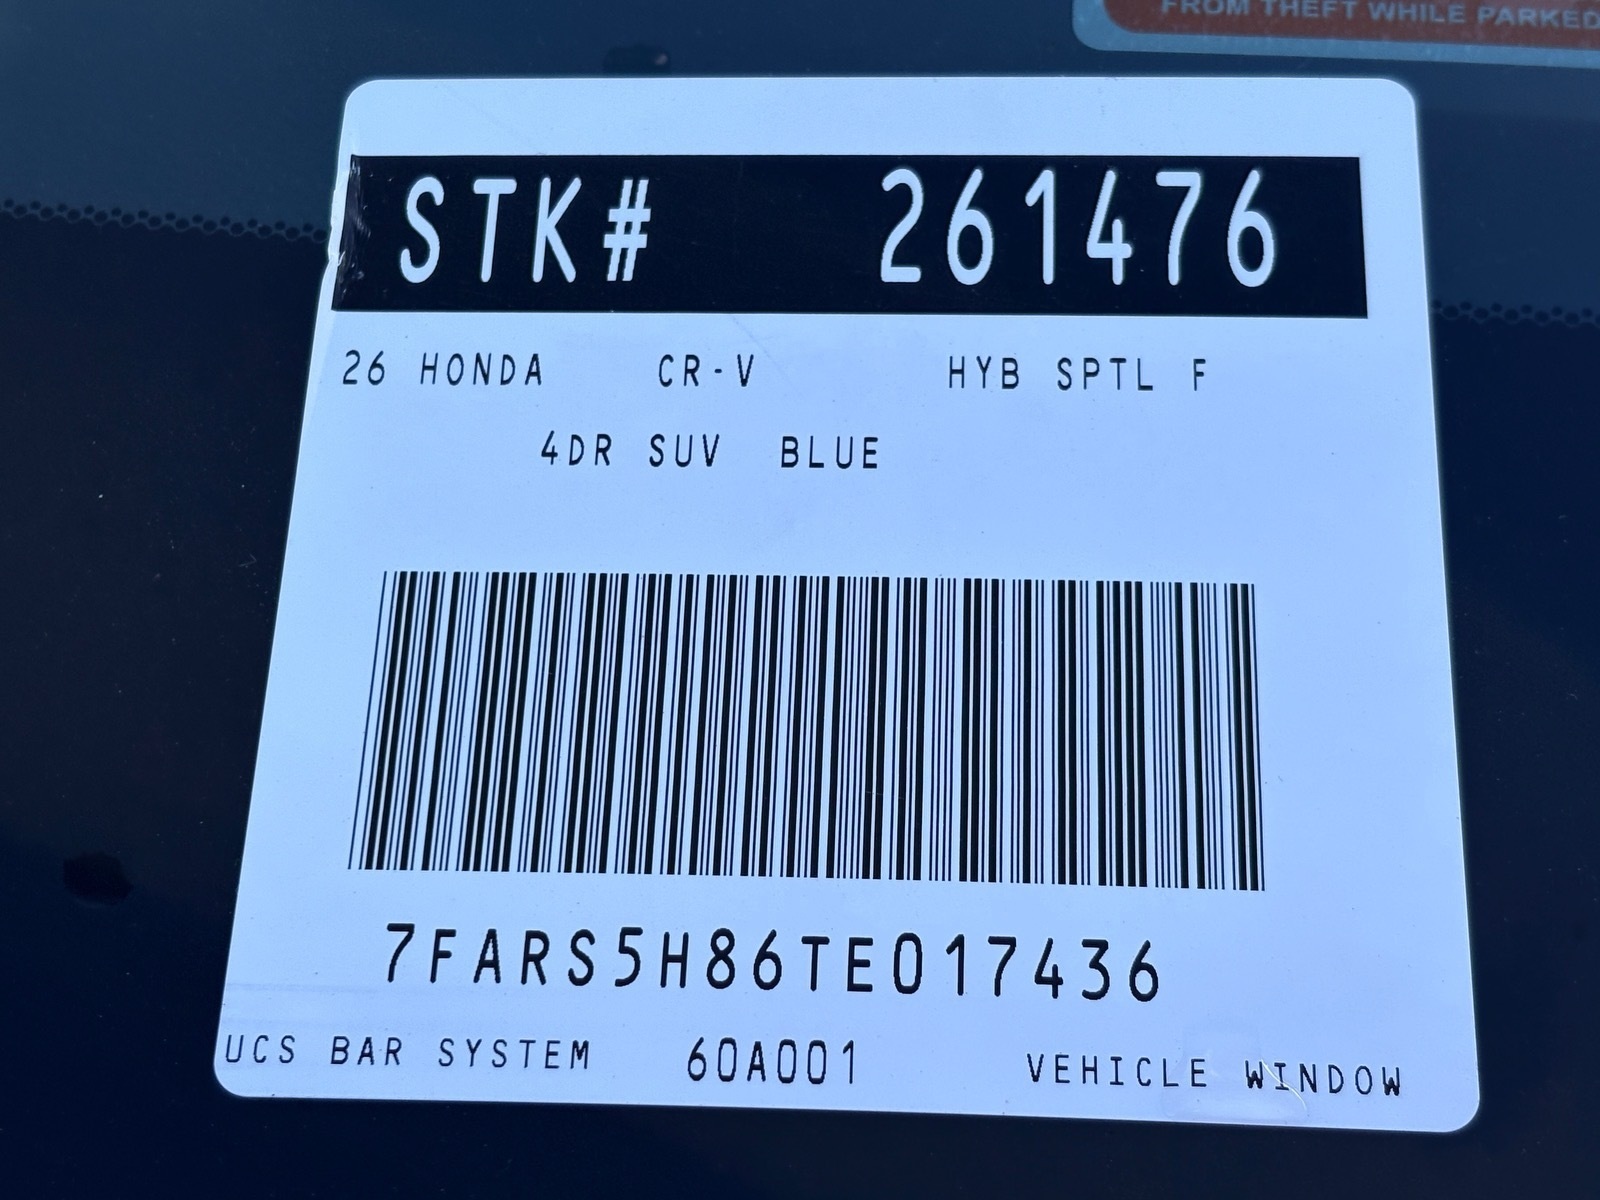 FROM THEFT WHILE PARKED
STK# 261476
26 HONDA CR-V HYB SPTL F
4DR SUV BLUE
7FARS5H86TE017436
UCS BAR SYSTEM 60A001 VEHICLE WINDOW